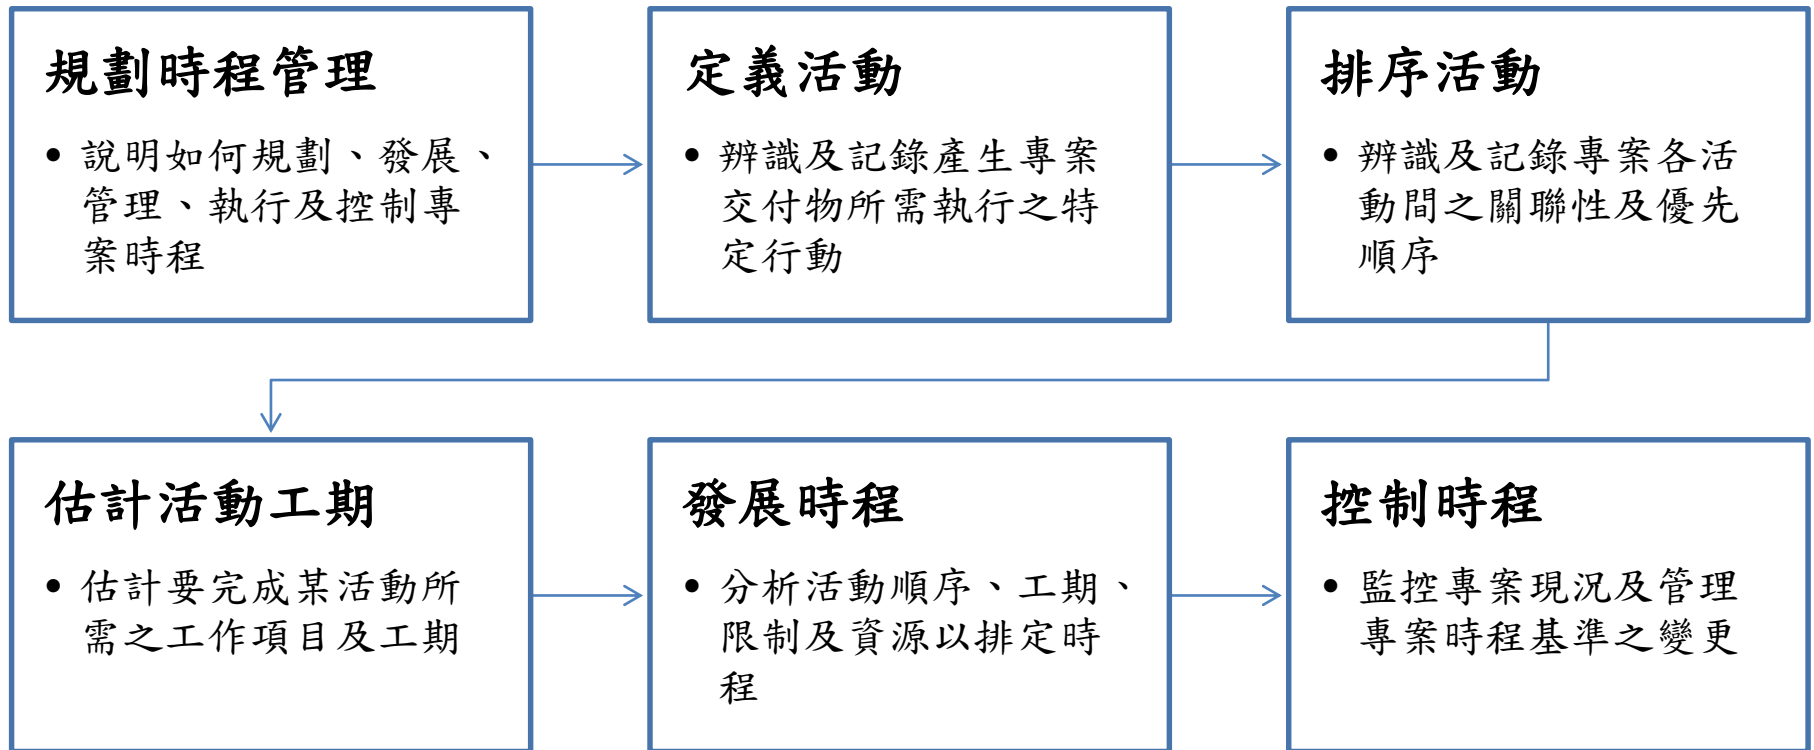 規劃時程管理
• 說明如何規劃、發展、
管理、執行及控制專
案時程
定義活動
• 辨識及記錄產生專案
交付物所需執行之特
定行動
排序活動
• 辨識及記錄專案各活
動間之關聯性及優先
順序
估計活動工期
• 估計要完成某活動所
需之工作項目及工期
發展時程
• 分析活動順序、工期、
限制及資源以排定時
程
控制時程
• 監控專案現況及管理
專案時程基準之變更